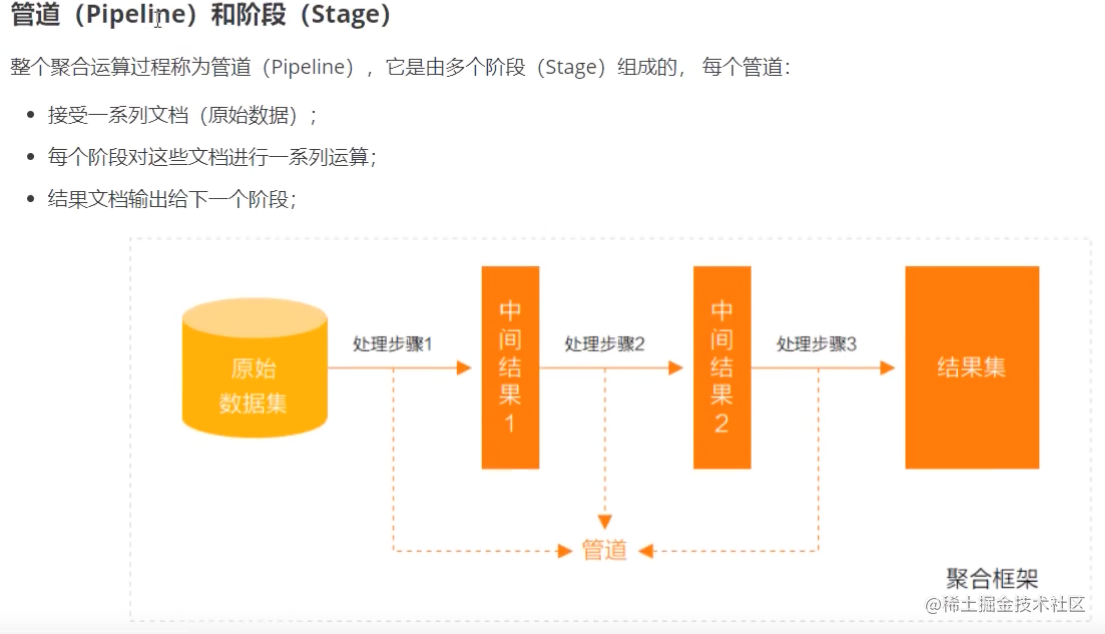 管道（Pipeline）和阶段（Stage）
整个聚合运算过程称为管道（Pipeline），它是由多个阶段（Stage）组成的， 每个管道：
• 接受一系列文档（原始数据）；
• 每个阶段对这些文档进行一系列运算；
• 结果文档输出给下一个阶段；
原始
数据集
处理步骤1
中间结果1
处理步骤2
中间结果2
处理步骤3
结果集
管道
聚合框架
@稀土掘金技术社区